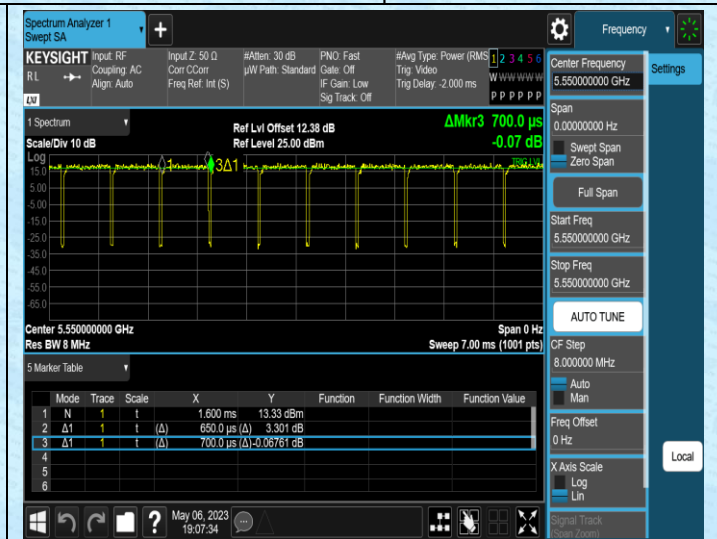 Spectrum Analyzer 1
Swept SA
Frequency
KEYSIGHT Input: RF Input Z: 50 Ω #Atten: 30 dB PNO: Fast #Avg Type: Power (RMS 1 2 3 4 5 6
RL Coupling: AC Corr CCorr µW Path: Standard Gate: Off Trig: Video W W W W W W
Align: Auto Freq Ref: Int (S) IF Gain: Low Trig Delay: -2.000 ms
LXI Sig Track: Off P P P P P P
1 Spectrum
Ref Lvl Offset 12.38 dB ΔMkr3 700.0 µs
Scale/Div 10 dB Ref Level 25.00 dBm -0.07 dB
Log
TRIG LVL
1 3Δ1
15.0
5.00
-5.00
-15.0
-25.0
-35.0
-45.0
-55.0
-65.0
Center 5.550000000 GHz Span 0 Hz
Res BW 8 MHz Sweep 7.00 ms (1001 pts)
5 Marker Table
Mode Trace Scale X Y Function Function Width Function Value
1 N 1 t 1.600 ms 13.33 dBm
2 Δ1 1 t (Δ) 650.0 µs (Δ) 3.301 dB
3 Δ1 1 t (Δ) 700.0 µs (Δ) -0.06761 dB
4
5
6
May 06, 2023
19:07:34
Center Frequency
5.550000000 GHz
Settings
Span
0.00000000 Hz
Swept Span
Zero Span
Full Span
Start Freq
5.550000000 GHz
Stop Freq
5.550000000 GHz
AUTO TUNE
CF Step
8.000000 MHz
Auto
Man
Freq Offset
0 Hz
Local
X Axis Scale
Log
Lin
Signal Track
(Span Zoom)